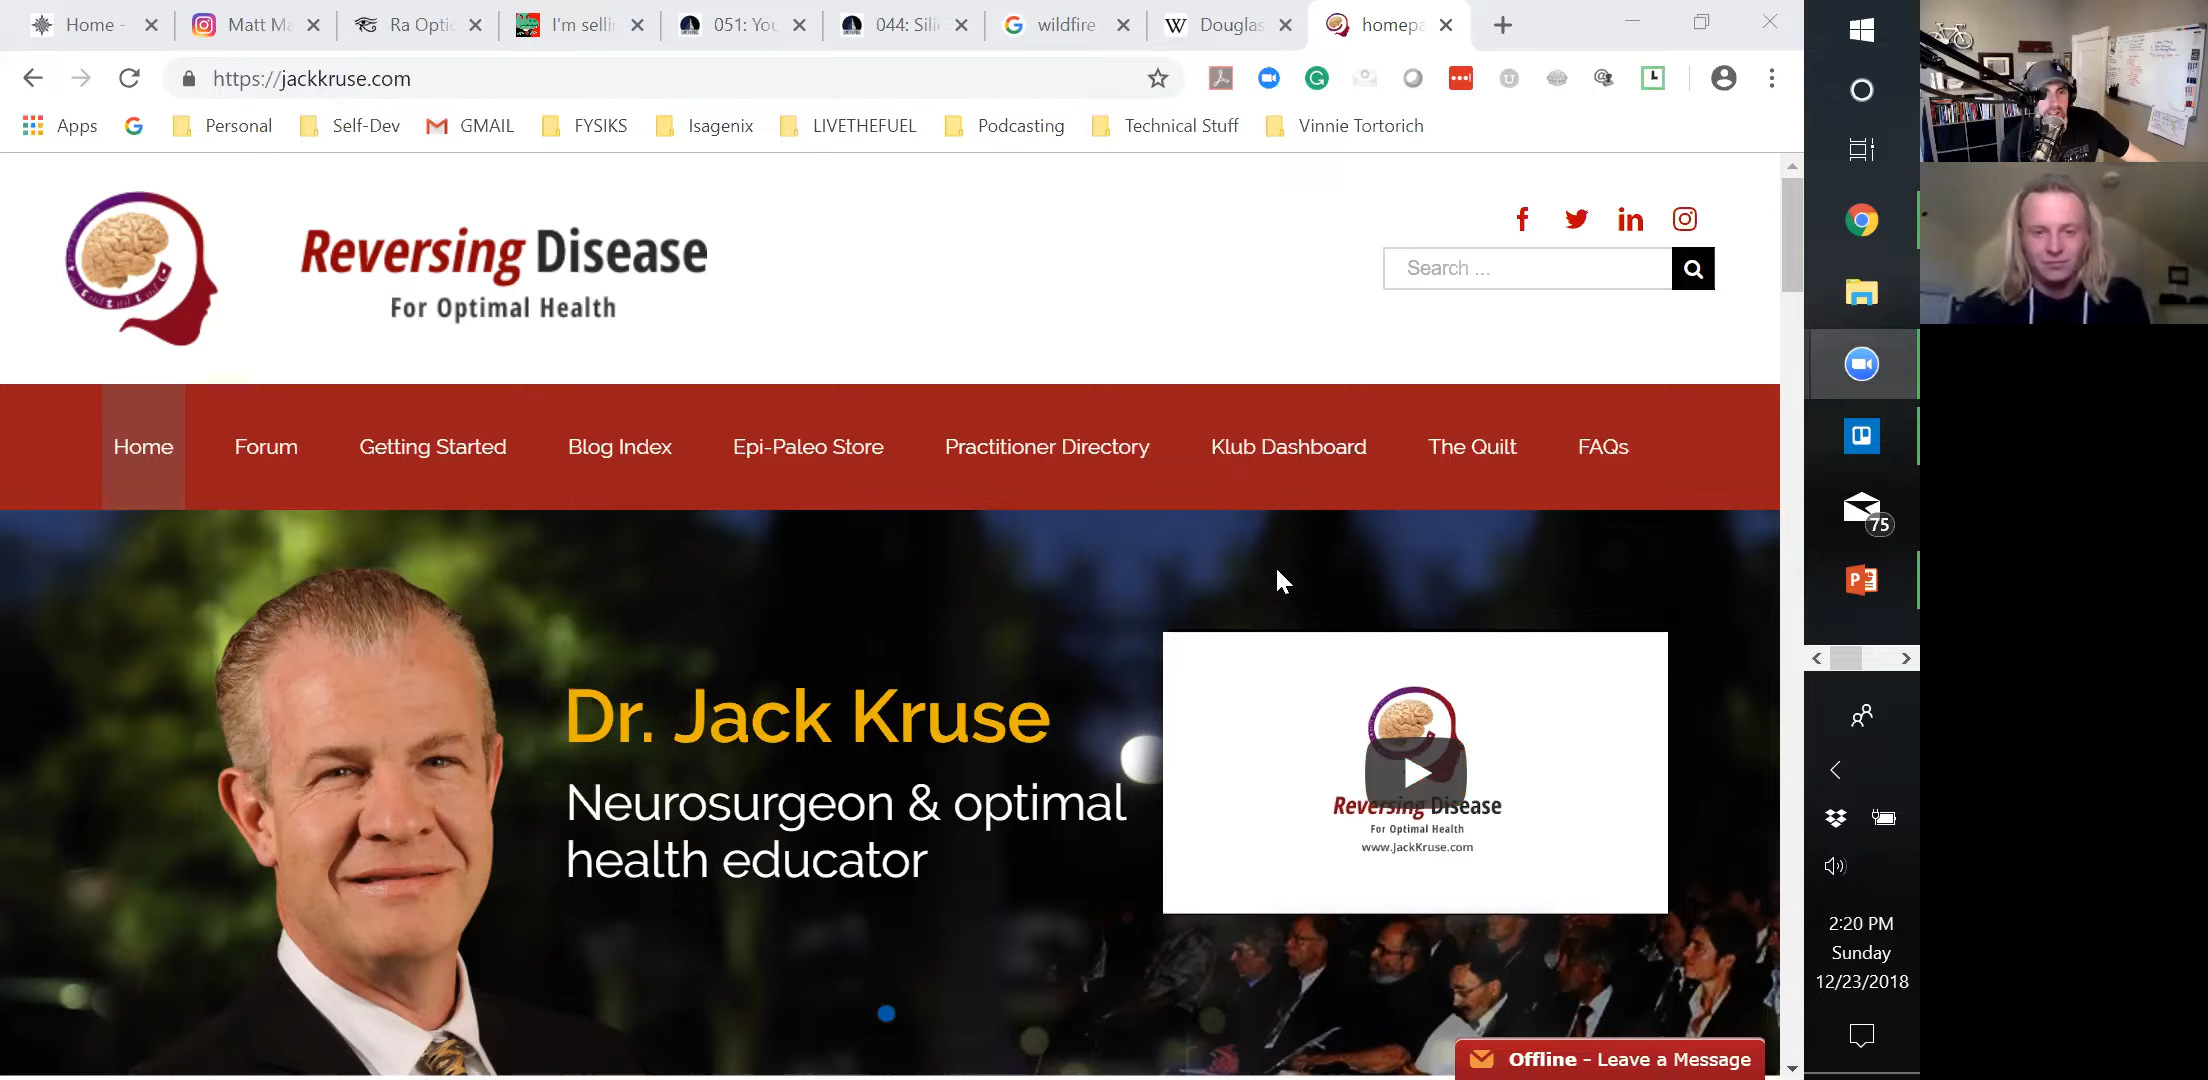 Home -
Matt Ma
Ra Optic
I'm selli
051: You
044: Sili
wildfire
Douglas
homepa
https://jackkruse.com
Apps
Personal
Self-Dev
GMAIL
FYSIKS
Isagenix
LIVETHEFUEL
Podcasting
Technical Stuff
Vinnie Tortorich
Reversing Disease
For Optimal Health
Search ...
Home
Forum
Getting Started
Blog Index
Epi-Paleo Store
Practitioner Directory
Klub Dashboard
The Quilt
FAQs
Dr. Jack Kruse
Neurosurgeon & optimal
health educator
Reversing Disease
For Optimal Health
www.JackKruse.com
Offline - Leave a Message
75
2:20 PM
Sunday
12/23/2018